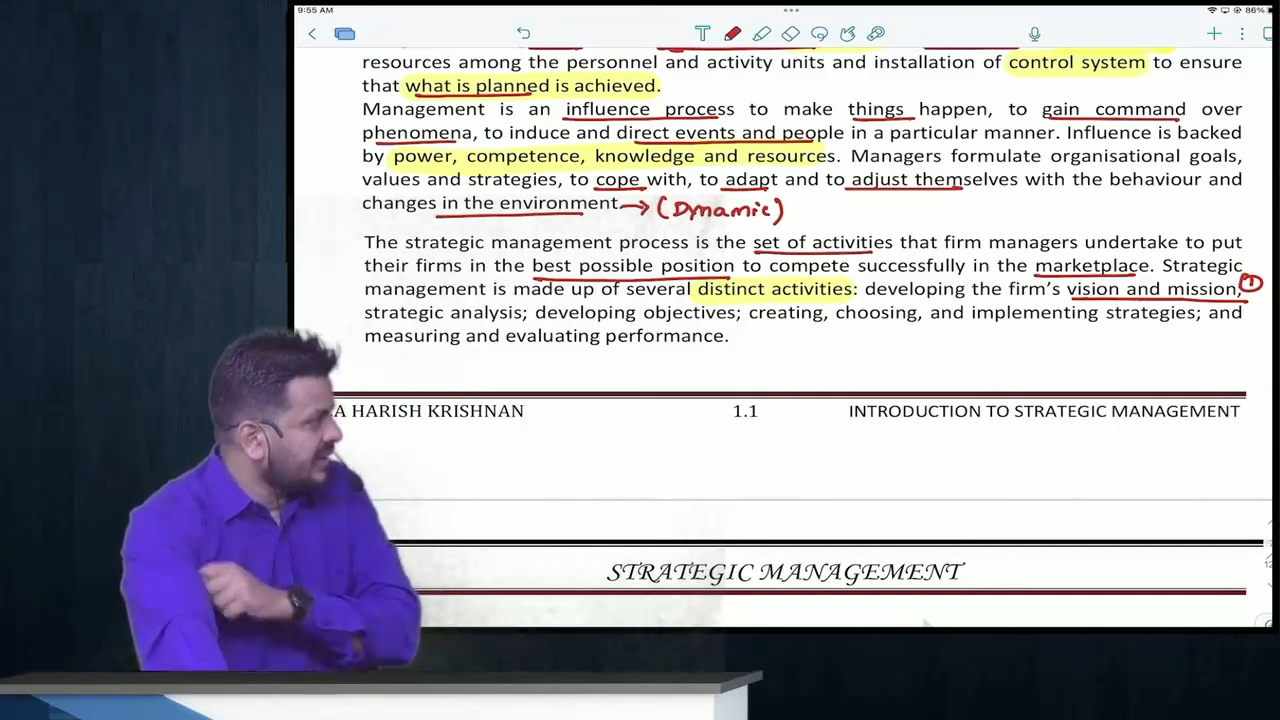 9:55 AM
86%
T
resources among the personnel and activity units and installation of control system to ensure
that what is planned is achieved.
Management is an influence process to make things happen, to gain command over
phenomena, to induce and direct events and people in a particular manner. Influence is backed
by power, competence, knowledge and resources. Managers formulate organisational goals,
values and strategies, to cope with, to adapt and to adjust themselves with the behaviour and
changes in the environment. → (Dynamic)
The strategic management process is the set of activities that firm managers undertake to put
their firms in the best possible position to compete successfully in the marketplace. Strategic
management is made up of several distinct activities: developing the firm's vision and mission; ①
strategic analysis; developing objectives; creating, choosing, and implementing strategies; and
measuring and evaluating performance.
A HARISH KRISHNAN 1.1 INTRODUCTION TO STRATEGIC MANAGEMENT
STRATEGIC MANAGEMENT